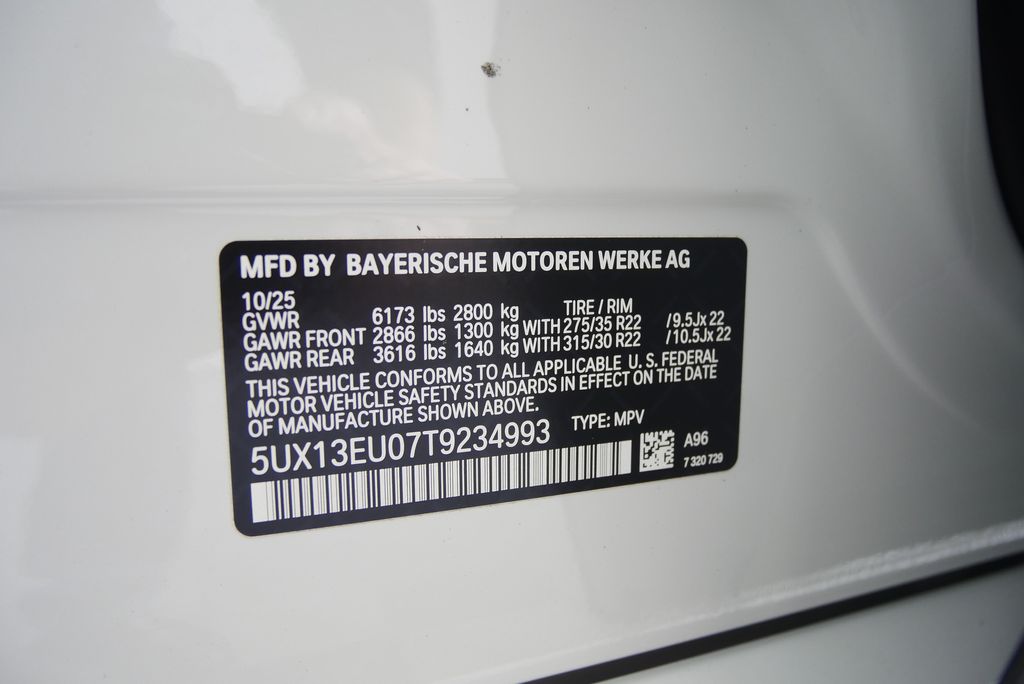 MFD BY BAYERISCHE MOTOREN WERKE AG
10/25
GVWR 6173 lbs 2800 kg TIRE / RIM
GAWR FRONT 2866 lbs 1300 kg WITH 275/35 R22 /9.5Jx 22
GAWR REAR 3616 lbs 1640 kg WITH 315/30 R22 /10.5Jx 22
THIS VEHICLE CONFORMS TO ALL APPLICABLE U. S. FEDERAL
MOTOR VEHICLE SAFETY STANDARDS IN EFFECT ON THE DATE
OF MANUFACTURE SHOWN ABOVE.
TYPE: MPV
5UX13EU07T9234993
A96
7 320 729